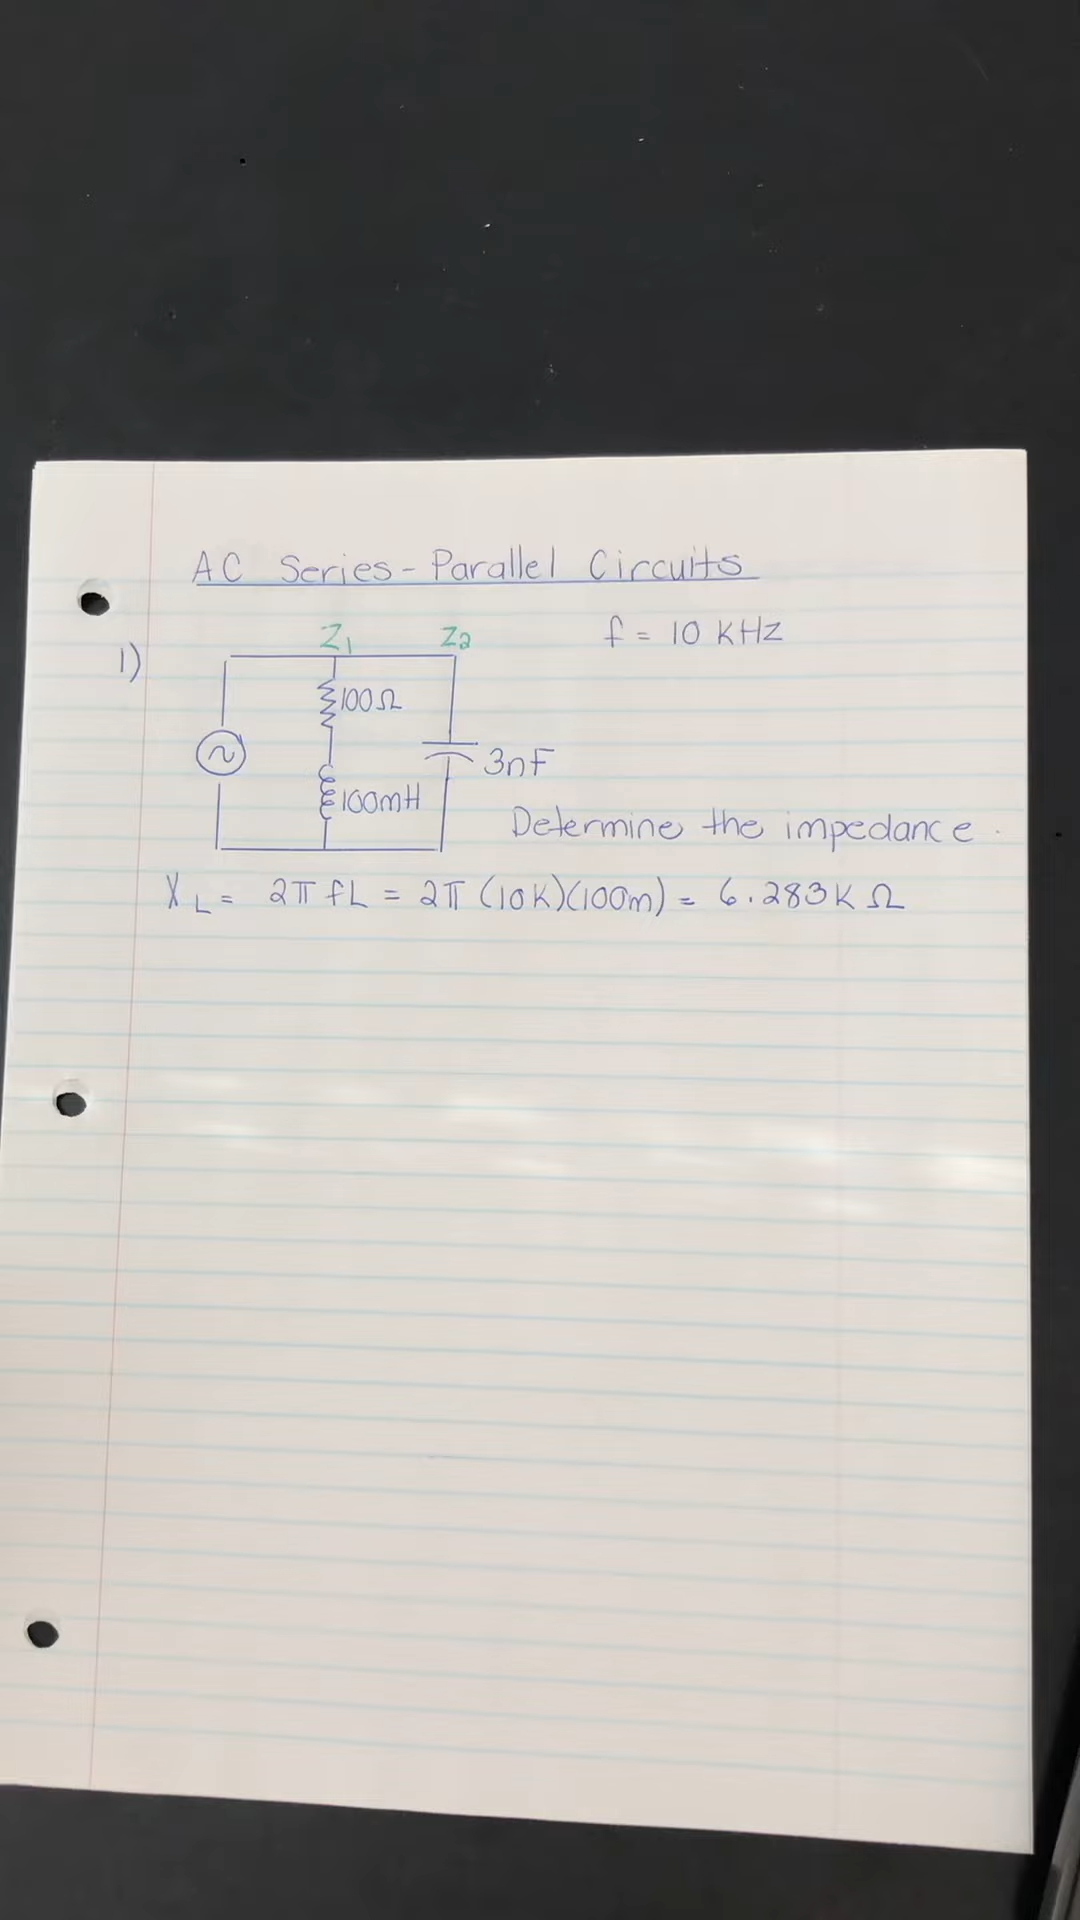 AC Series-Parallel Circuits
Z₁ Z₂ f = 10 KHz
1)
100Ω
3nF
100mH
Determine the impedance.
X_L = 2π fL = 2π (10K)(100m) = 6.283K Ω